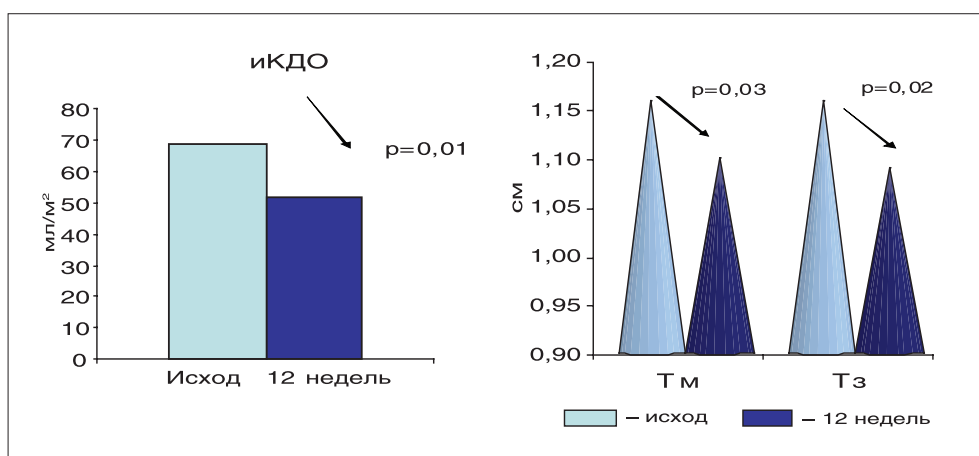 иКДО
p=0,01
80
70
60
50
40
30
20
10
0
мл/м²
Исход 12 недель
1,20
1,15
1,10
1,05
1,00
0,95
0,90
см
p=0,03
p=0,02
Тм
Тз
– исход
– 12 недель